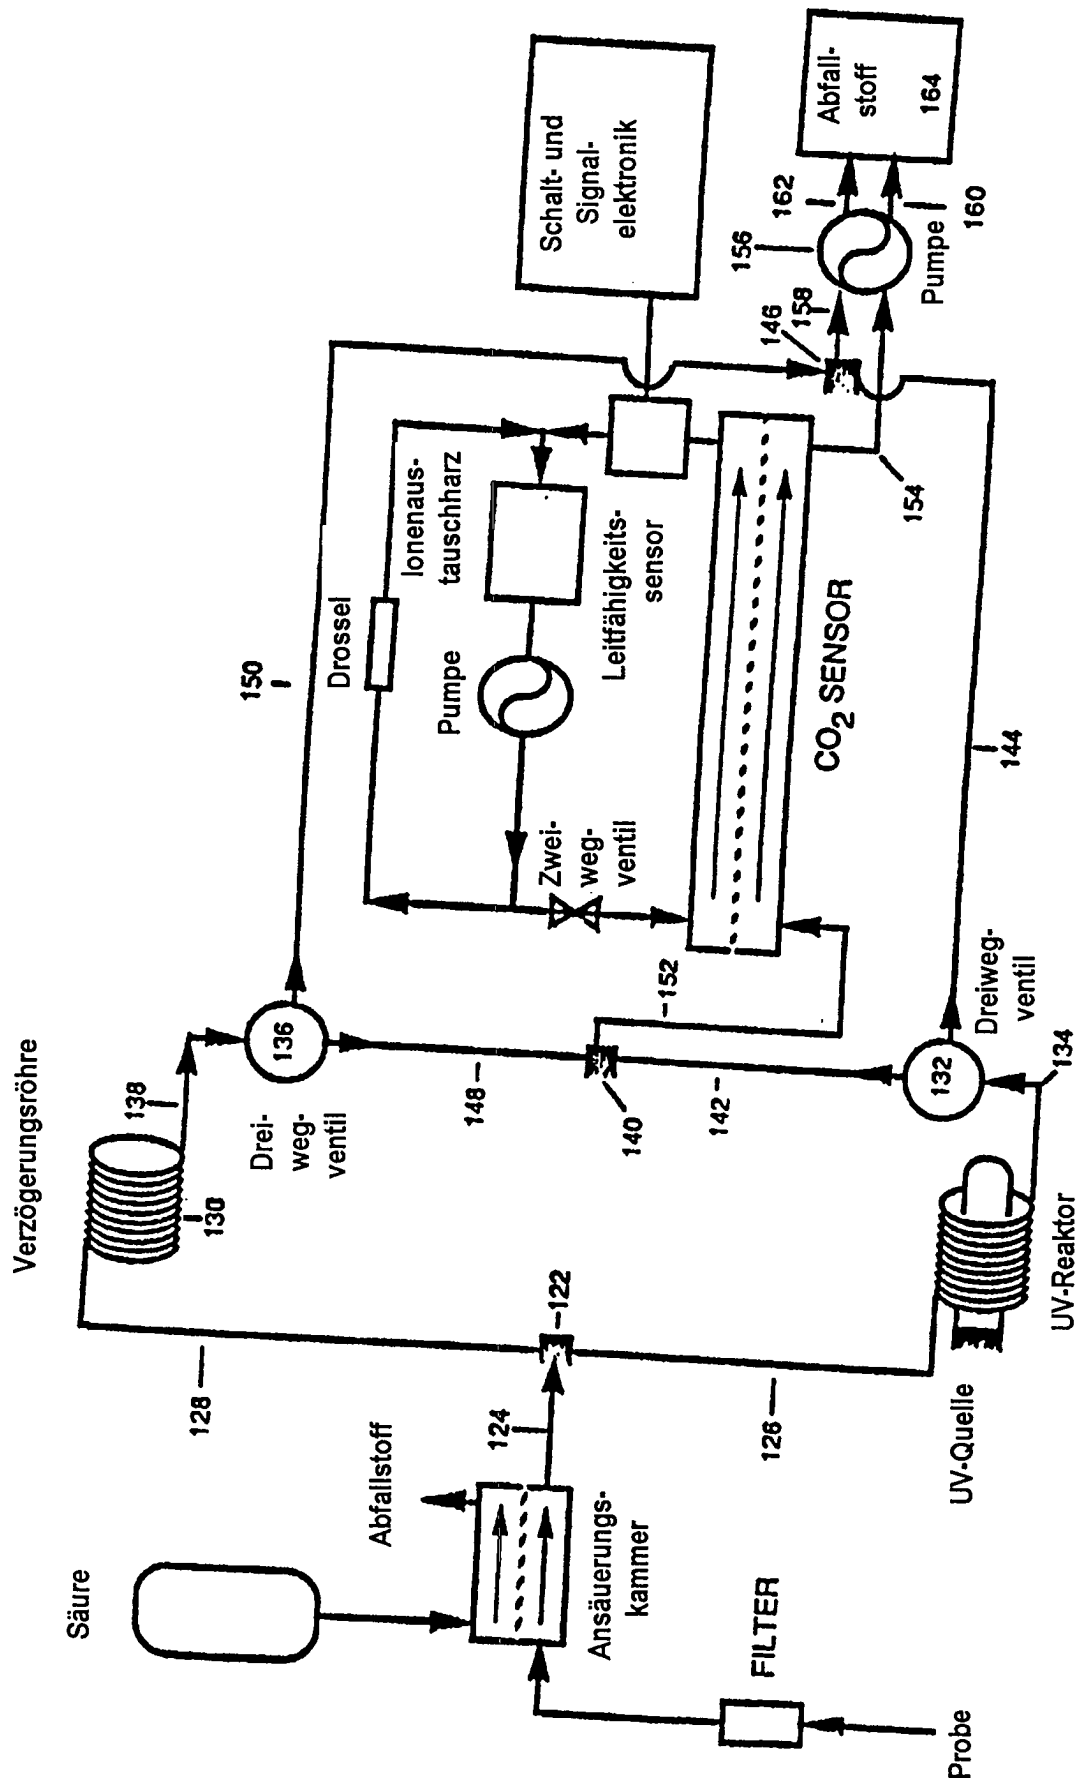 Säure
Abfallstoff
Ansäuerungs-
kammer
FILTER
Probe
124
122
128
126
Verzögerungsröhre
130
138
136
Drei-
weg-
ventil
148
140
142
152
UV-Quelle
UV-Reaktor
134
132
Dreiweg-
ventil
144
150
Drossel
Pumpe
Zwei-
weg-
ventil
Ionenaus-
tauschharz
Leitfähigkeits-
sensor
CO2 SENSOR
Schalt- und
Signal-
elektronik
146
154
158
156
Pumpe
162
160
Abfall-
stoff
164